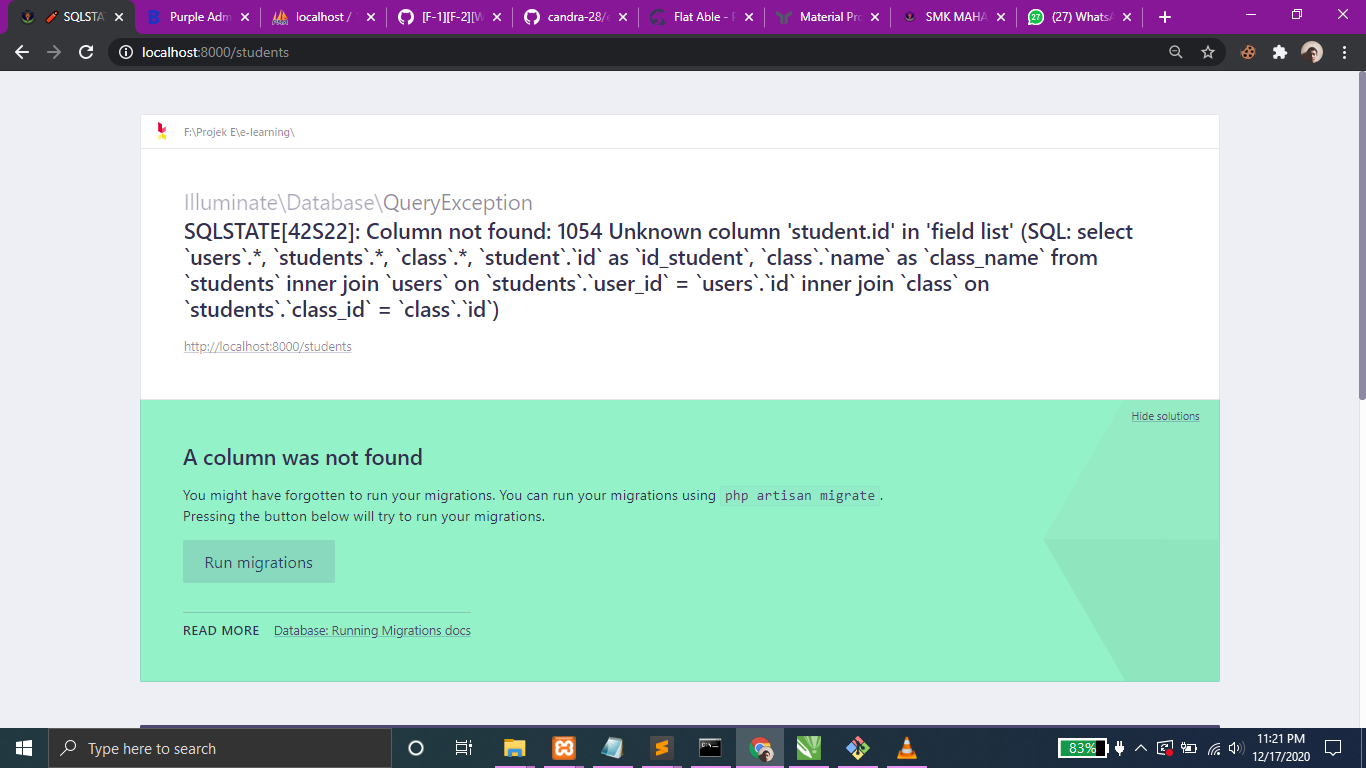 SQLSTA
Purple Adm
localhost /
[F-1][F-2][W
candra-28/e
Flat Able - F
Material Pro
SMK MAHA
27
(27) WhatsA
localhost:8000/students
F:\Projek E\e-learning\
Illuminate\Database\QueryException
SQLSTATE[42S22]: Column not found: 1054 Unknown column 'student.id' in 'field list' (SQL: select
`users`.*, `students`.*, `class`.*, `student`.`id` as `id_student`, `class`.`name` as `class_name` from
`students` inner join `users` on `students`.`user_id` = `users`.`id` inner join `class` on
`students`.`class_id` = `class`.`id`)
http://localhost:8000/students
Hide solutions
A column was not found
You might have forgotten to run your migrations. You can run your migrations using php artisan migrate.
Pressing the button below will try to run your migrations.
Run migrations
READ MORE Database: Running Migrations docs
Type here to search
83%
11:21 PM
12/17/2020